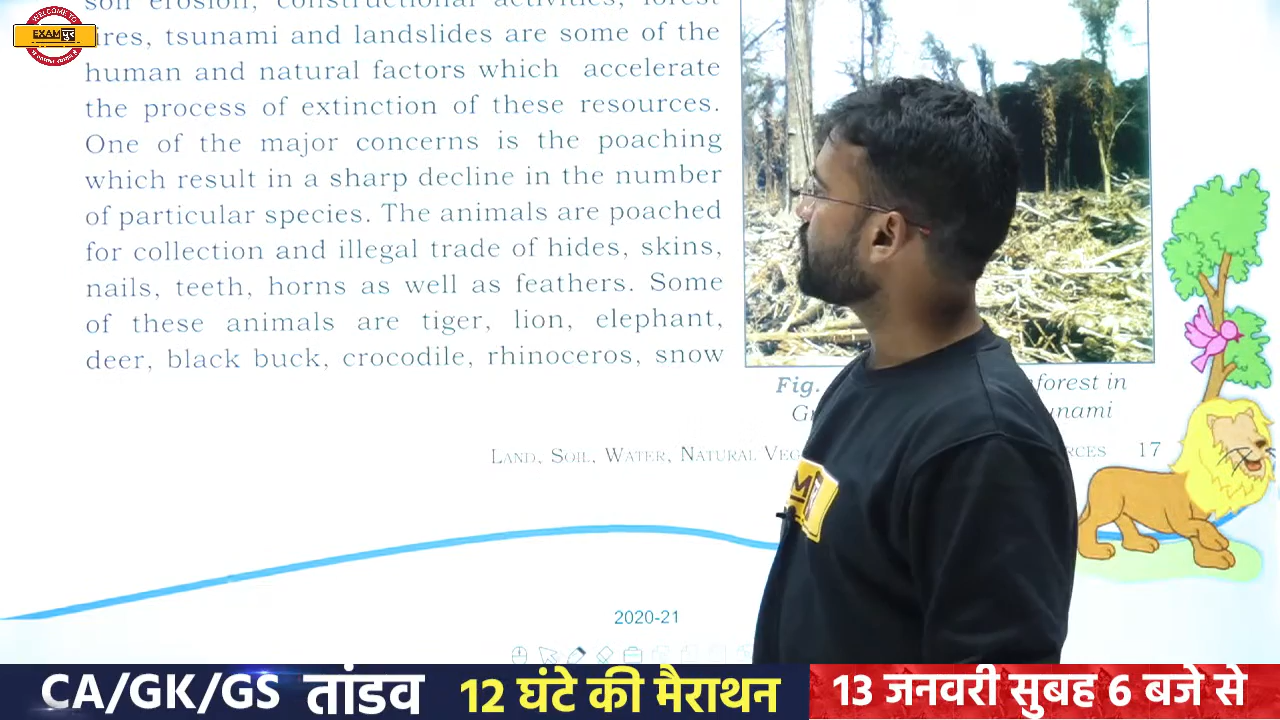 WELCOME TO
EXAM पुर
soil erosion, constructional activities, forest
fires, tsunami and landslides are some of the
human and natural factors which accelerate
the process of extinction of these resources.
One of the major concerns is the poaching
which result in a sharp decline in the number
of particular species. The animals are poached
for collection and illegal trade of hides, skins,
nails, teeth, horns as well as feathers. Some
of these animals are tiger, lion, elephant,
deer, black buck, crocodile, rhinoceros, snow
Fig.
forest in
LAND, SOIL, WATER, NATURAL 17
2020-21
CA/GK/GS तांडव 12 घंटे की मैराथन 13 जनवरी सुबह 6 बजे से